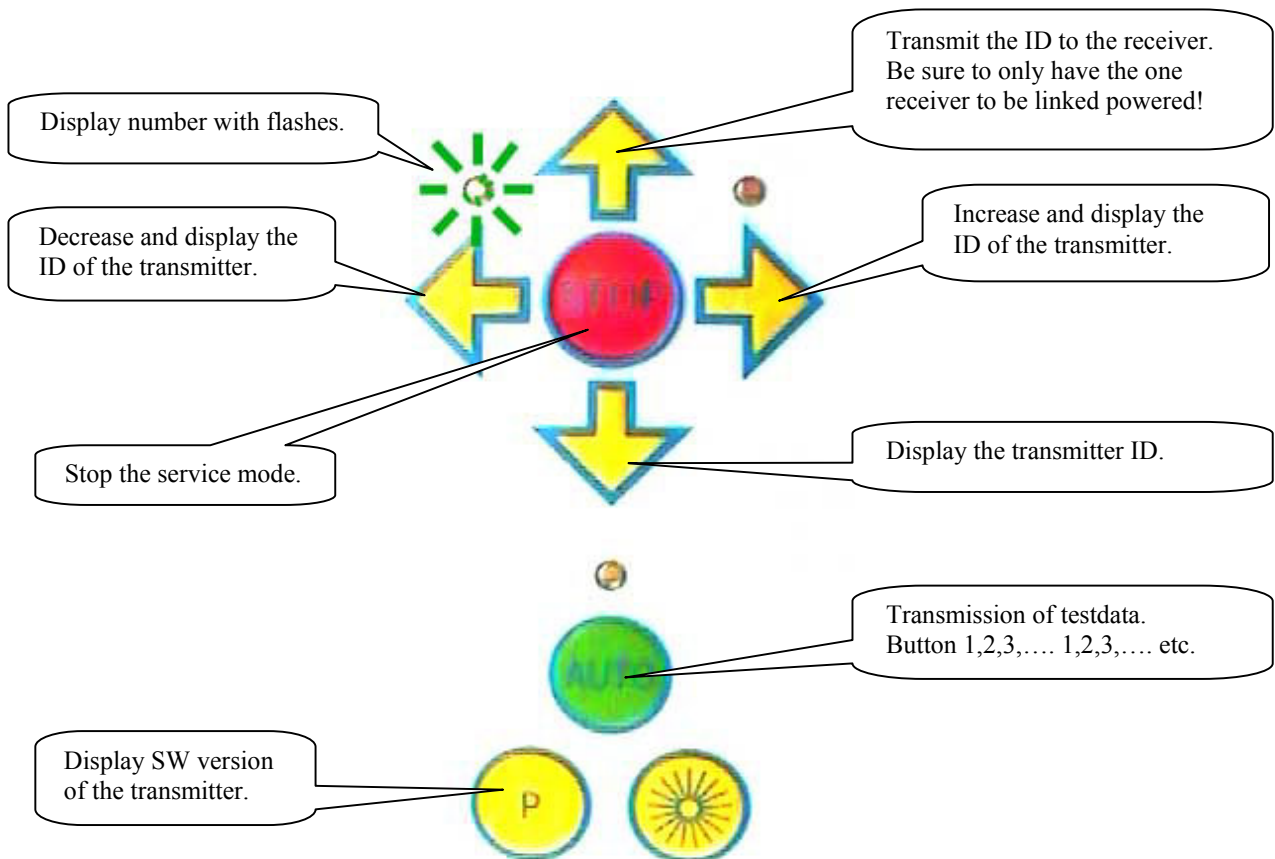 Transmit the ID to the receiver.
Be sure to only have the one
receiver to be linked powered!
Display number with flashes.
Decrease and display the
ID of the transmitter.
Increase and display the
ID of the transmitter.
STOP
Stop the service mode.
Display the transmitter ID.
Transmission of testdata.
Button 1,2,3,…. 1,2,3,…. etc.
AUTO
Display SW version
of the transmitter.
P